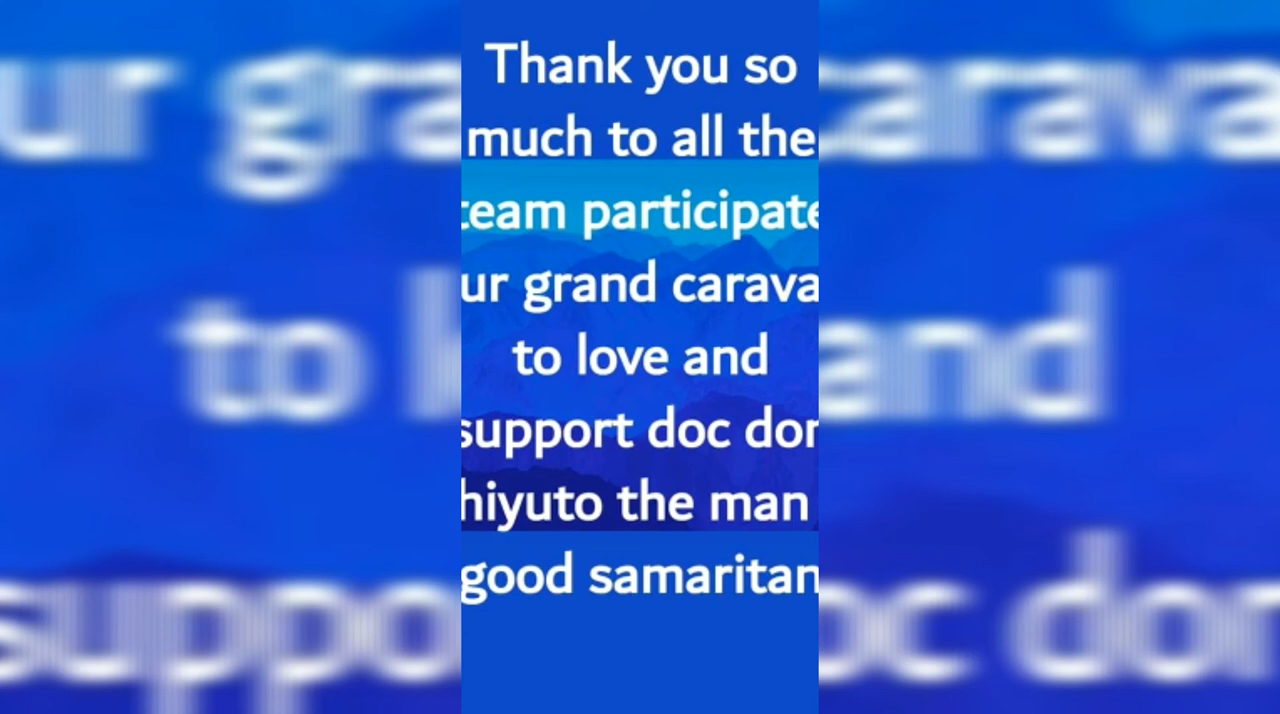 Thank you so
much to all the
team participate
ur grand carava
to love and
support doc don
hiyuto the man
good samaritan